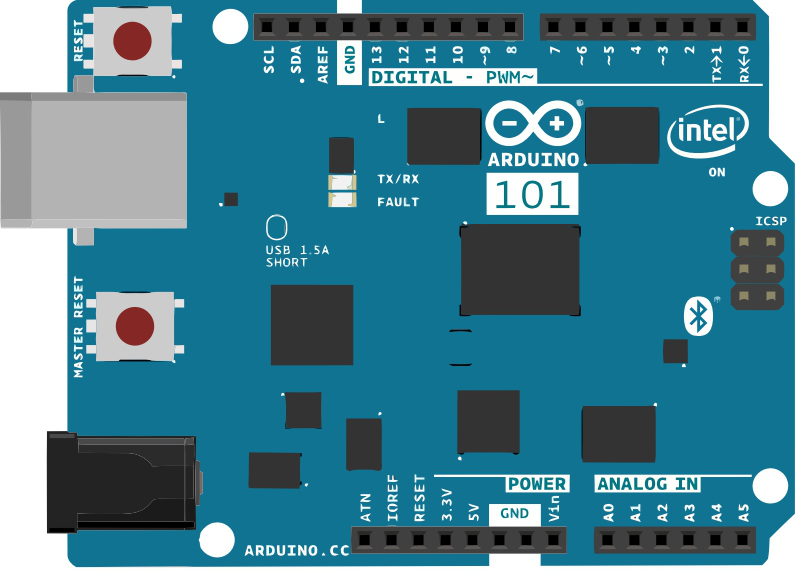 RESET
SCL
SDA
AREF
GND
13
12
11
10
~9
8
7
~6
~5
4
~3
2
TX→1
RX←0
DIGITAL - PWM~
L
TX/RX
FAULT
ARDUINO
101
intel
ON
ICSP
USB 1.5A
SHORT
MASTER RESET
POWER
ANALOG IN
ATN
IOREF
RESET
3.3V
5V
GND
Vin
A0
A1
A2
A3
A4
A5
ARDUINO.CC